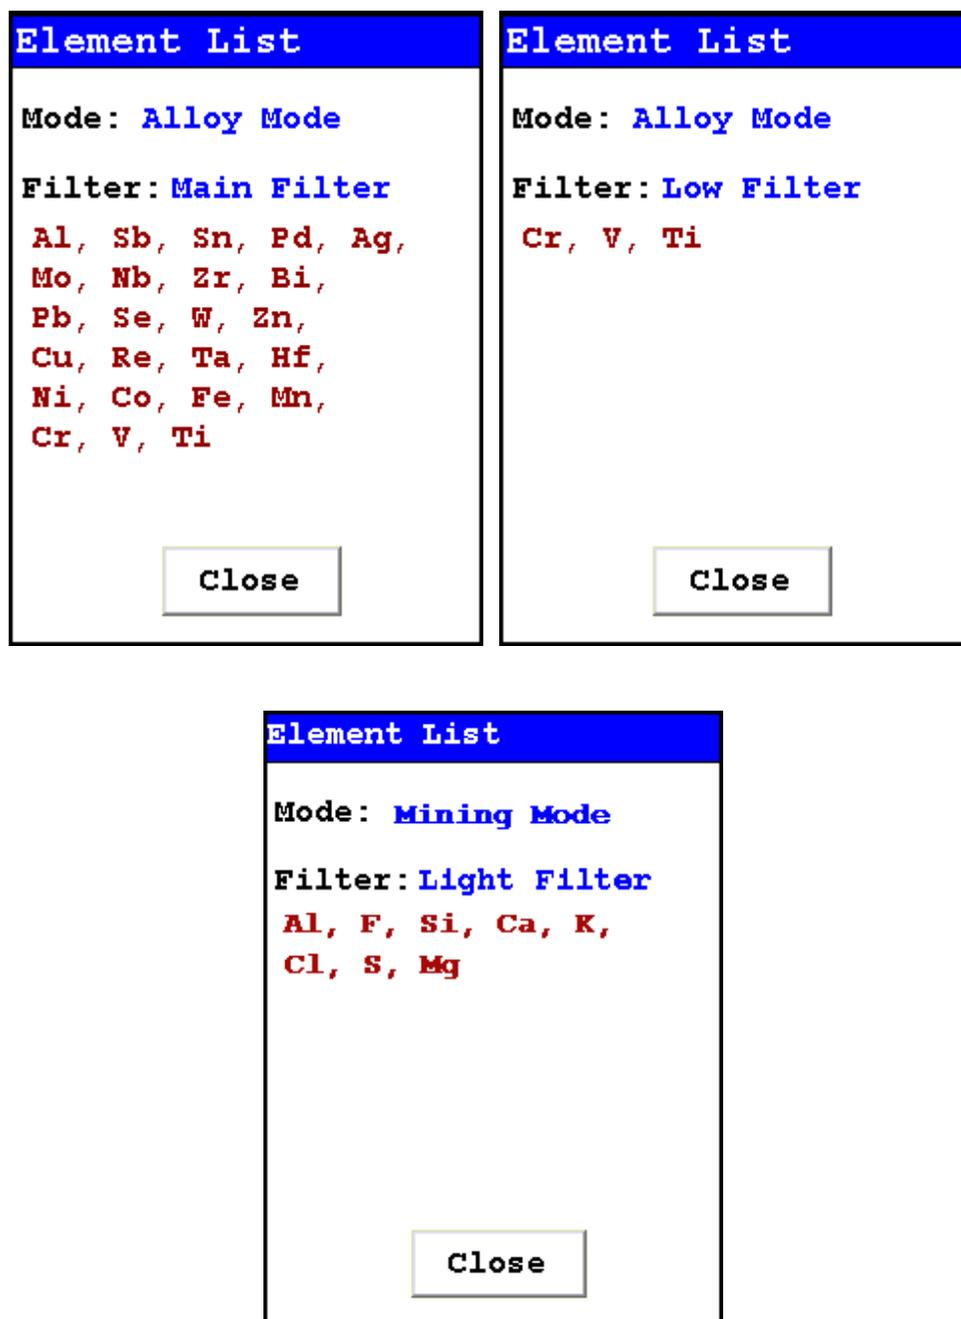 Element List
Mode: Alloy Mode
Filter: Main Filter
Al, Sb, Sn, Pd, Ag,
Mo, Nb, Zr, Bi,
Pb, Se, W, Zn,
Cu, Re, Ta, Hf,
Ni, Co, Fe, Mn,
Cr, V, Ti
Close
Element List
Mode: Alloy Mode
Filter: Low Filter
Cr, V, Ti
Close
Element List
Mode: Mining Mode
Filter: Light Filter
Al, F, Si, Ca, K,
Cl, S, Mg
Close